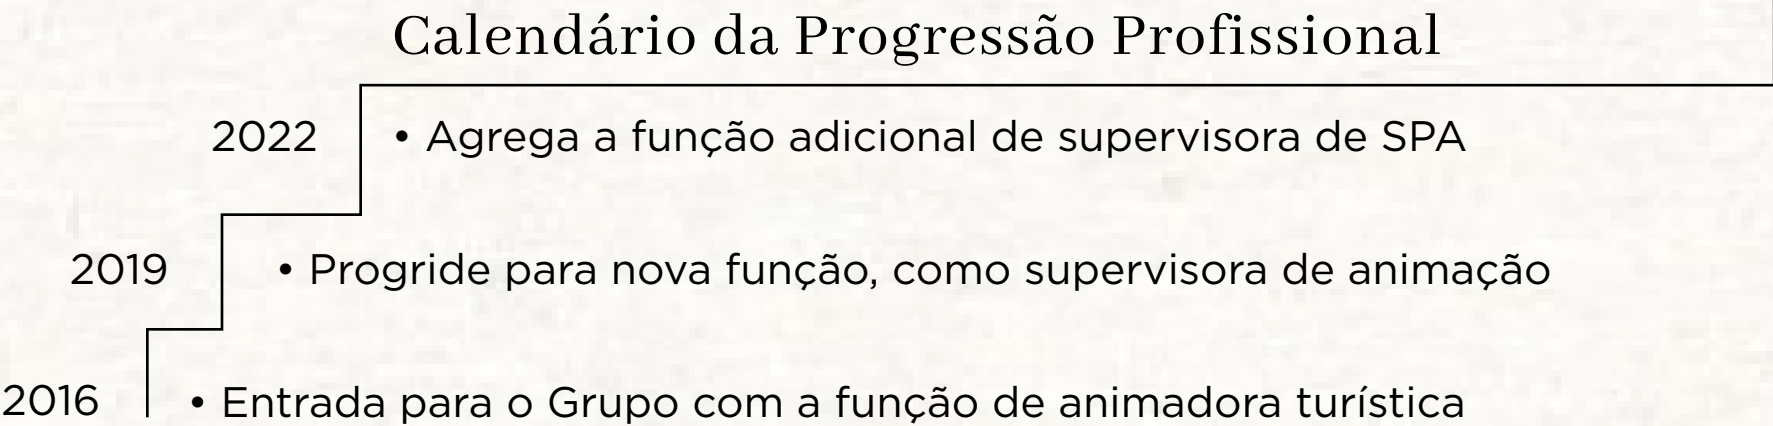 Calendário da Progressão Profissional
2022 • Agrega a função adicional de supervisora de SPA
2019 • Progride para nova função, como supervisora de animação
2016 • Entrada para o Grupo com a função de animadora turística